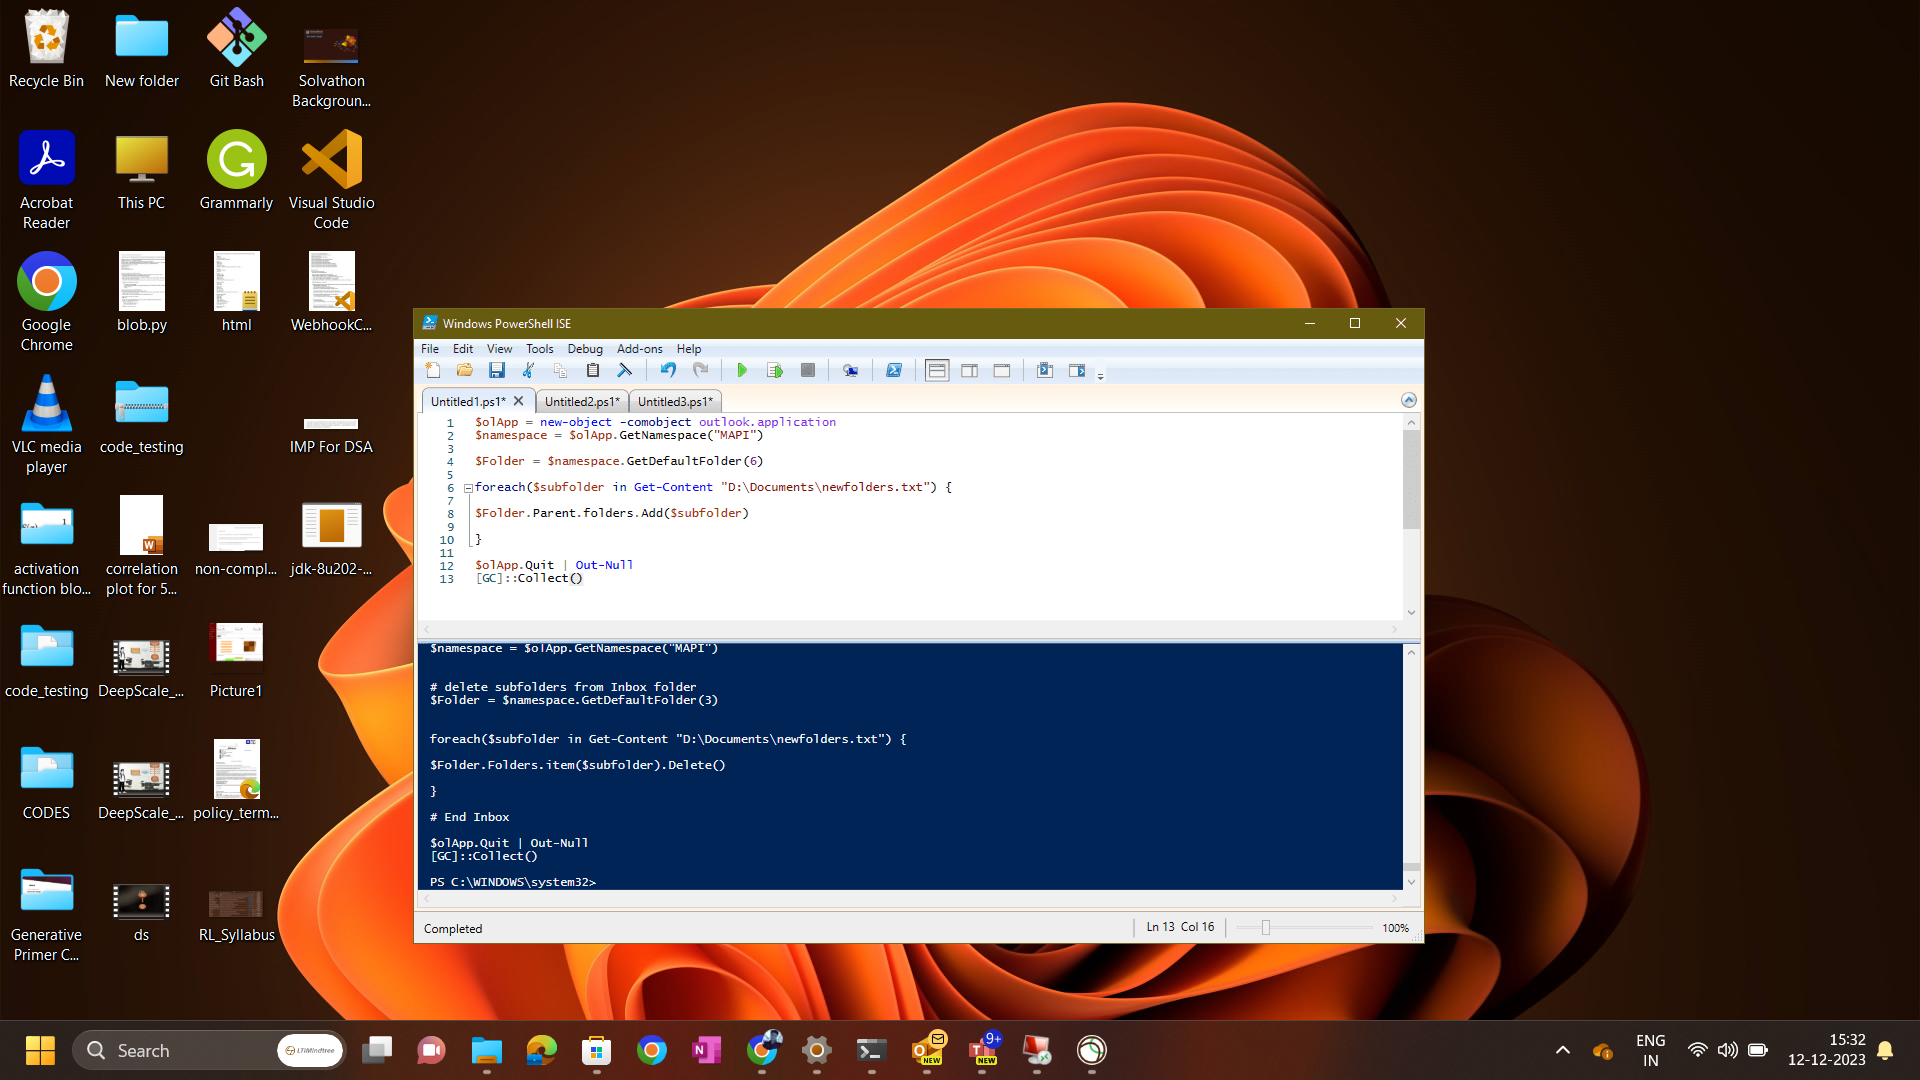 Recycle Bin
New folder
Git Bash
Solvathon
Backgroun...
Acrobat
Reader
This PC
Grammarly
Visual Studio
Code
Google
Chrome
blob.py
html
WebhookC...
VLC media
player
code_testing
IMP For DSA
activation
function blo...
correlation
plot for 5...
non-compl...
jdk-8u202-...
code_testing
DeepScale_...
Picture1
CODES
DeepScale_...
policy_term...
Generative
Primer C...
ds
RL_Syllabus
Windows PowerShell ISE
File Edit View Tools Debug Add-ons Help
Untitled1.ps1* Untitled2.ps1* Untitled3.ps1*
1 $olApp = new-object -comobject outlook.application
2 $namespace = $olApp.GetNamespace("MAPI")
3
4 $Folder = $namespace.GetDefaultFolder(6)
5
6 foreach($subfolder in Get-Content "D:\Documents\newfolders.txt") {
7
8 $Folder.Parent.folders.Add($subfolder)
9
10 }
11
12 $olApp.Quit | Out-Null
13 [GC]::Collect()
$namespace = $olApp.GetNamespace("MAPI")
# delete subfolders from Inbox folder
$Folder = $namespace.GetDefaultFolder(3)
foreach($subfolder in Get-Content "D:\Documents\newfolders.txt") {
$Folder.Folders.item($subfolder).Delete()
}
# End Inbox
$olApp.Quit | Out-Null
[GC]::Collect()
PS C:\WINDOWS\system32>
Completed
Ln 13 Col 16
100%
Search
LTIMindtree
NEW
9+
NEW
ENG
IN
15:32
12-12-2023